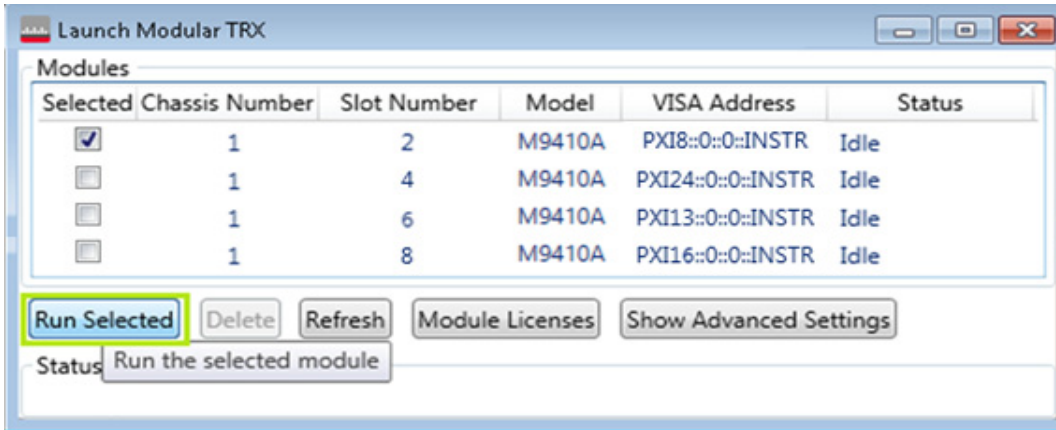 Launch Modular TRX
Modules
Selected Chassis Number Slot Number Model VISA Address Status
1 2 M9410A PXI8::0::0::INSTR Idle
1 4 M9410A PXI24::0::0::INSTR Idle
1 6 M9410A PXI13::0::0::INSTR Idle
1 8 M9410A PXI16::0::0::INSTR Idle
Run Selected Delete Refresh Module Licenses Show Advanced Settings
Status Run the selected module